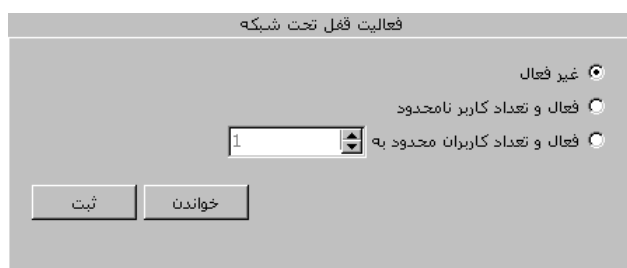 فعالیت قفل تحت شبکه
غیر فعال
فعال و تعداد کاربر نامحدود
فعال و تعداد کاربران محدود به 1
خواندن ثبت